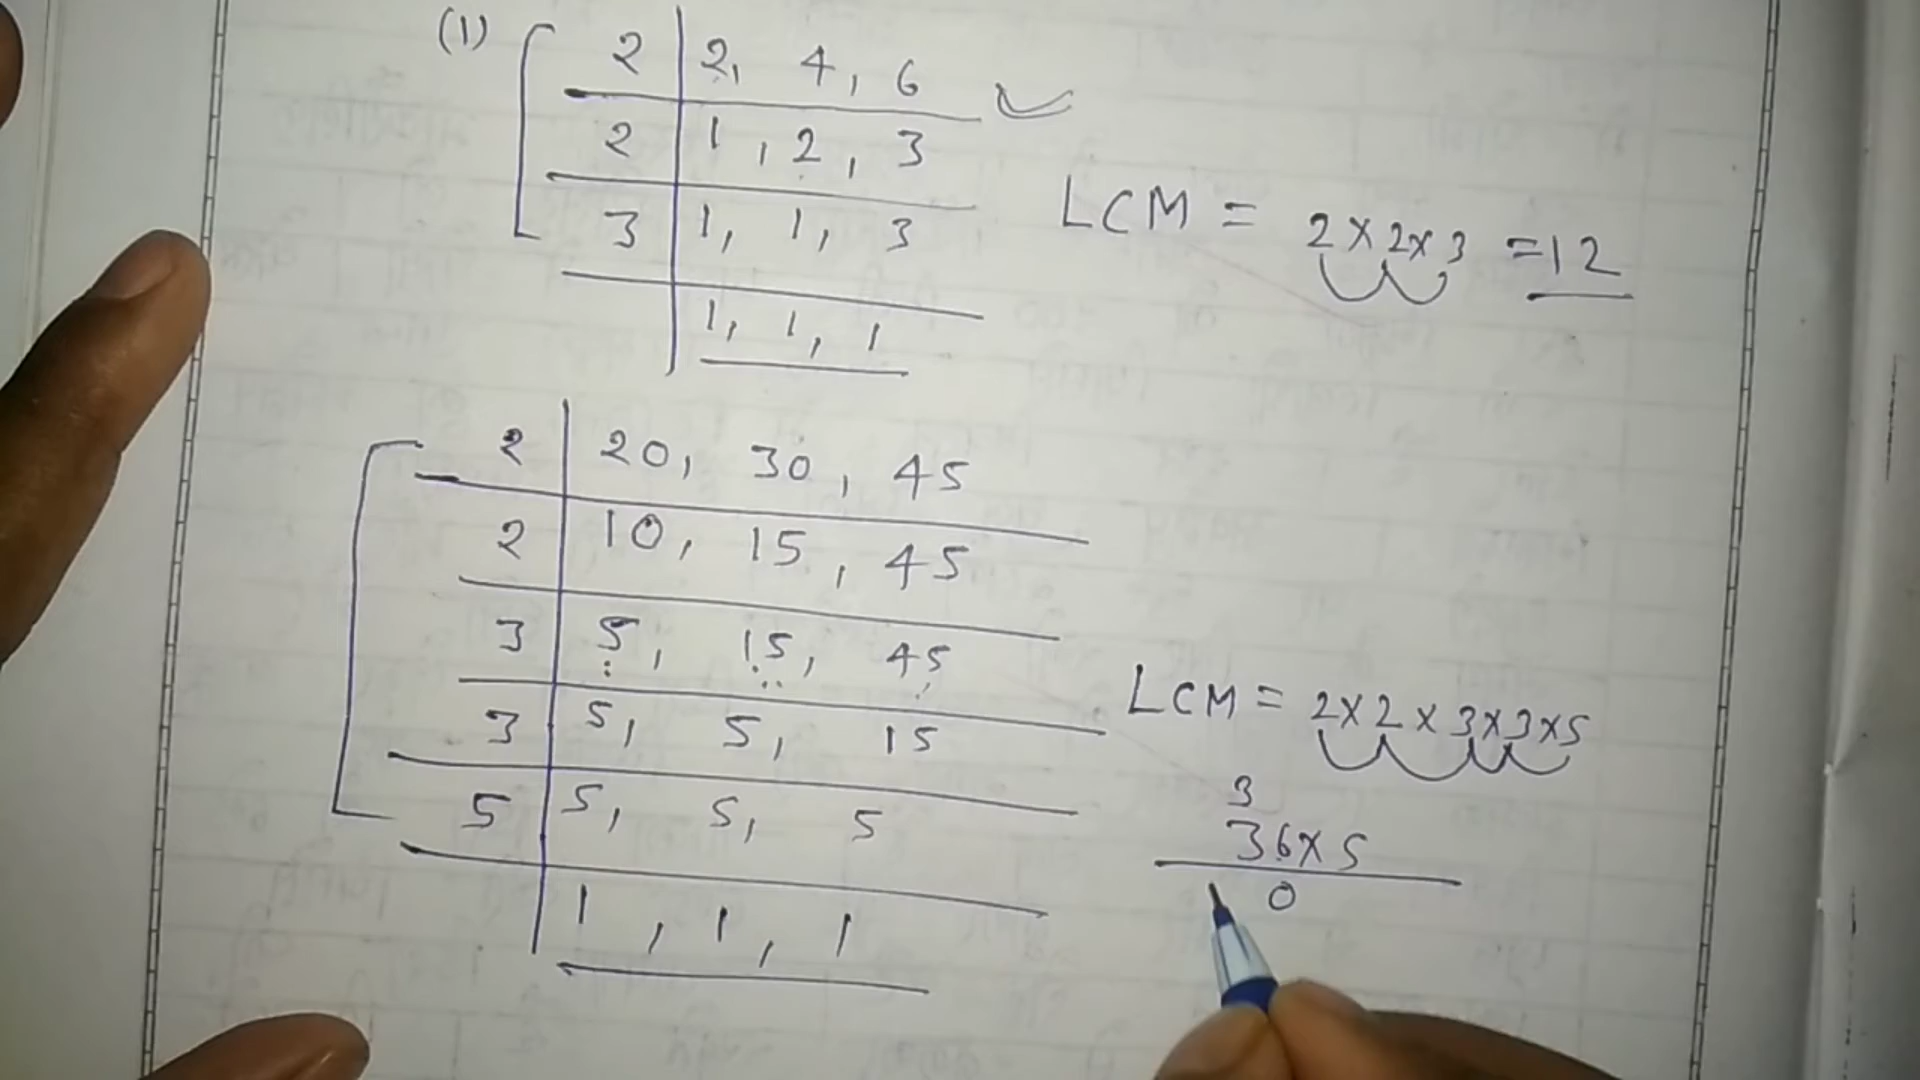 (1) 2 | 2, 4, 6
2 | 1, 2, 3
3 | 1, 1, 3
LCM = 2×2×3 = 12
1, 1, 1
2 | 20, 30, 45
2 | 10, 15, 45
3 | 5, 15, 45
3 | 5, 5, 15
LCM = 2×2×3×3×5
5 | 5, 5, 5
3
36×5
0
1, 1, 1